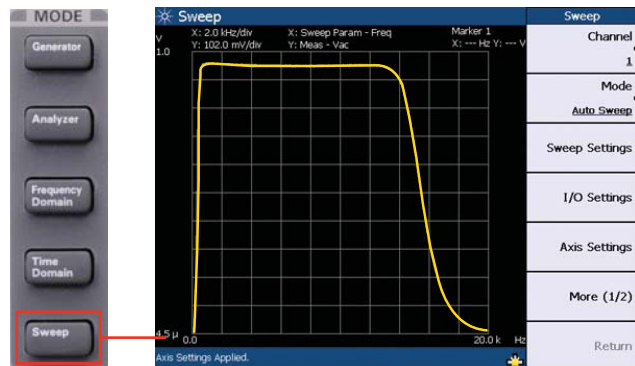 MODE
Generator
Analyzer
Frequency
Domain
Time
Domain
Sweep
Sweep
X: 2.0 kHz/div
Y: 102.0 mV/div
X: Sweep Param - Freq
Y: Meas - Vac
Marker 1
X: --- Hz Y: --- V
V
1.0
4.5 µ
0.0
20.0 k Hz
Axis Settings Applied.
Sweep
Channel
1
Mode
Auto Sweep
Sweep Settings
I/O Settings
Axis Settings
More (1/2)
Return